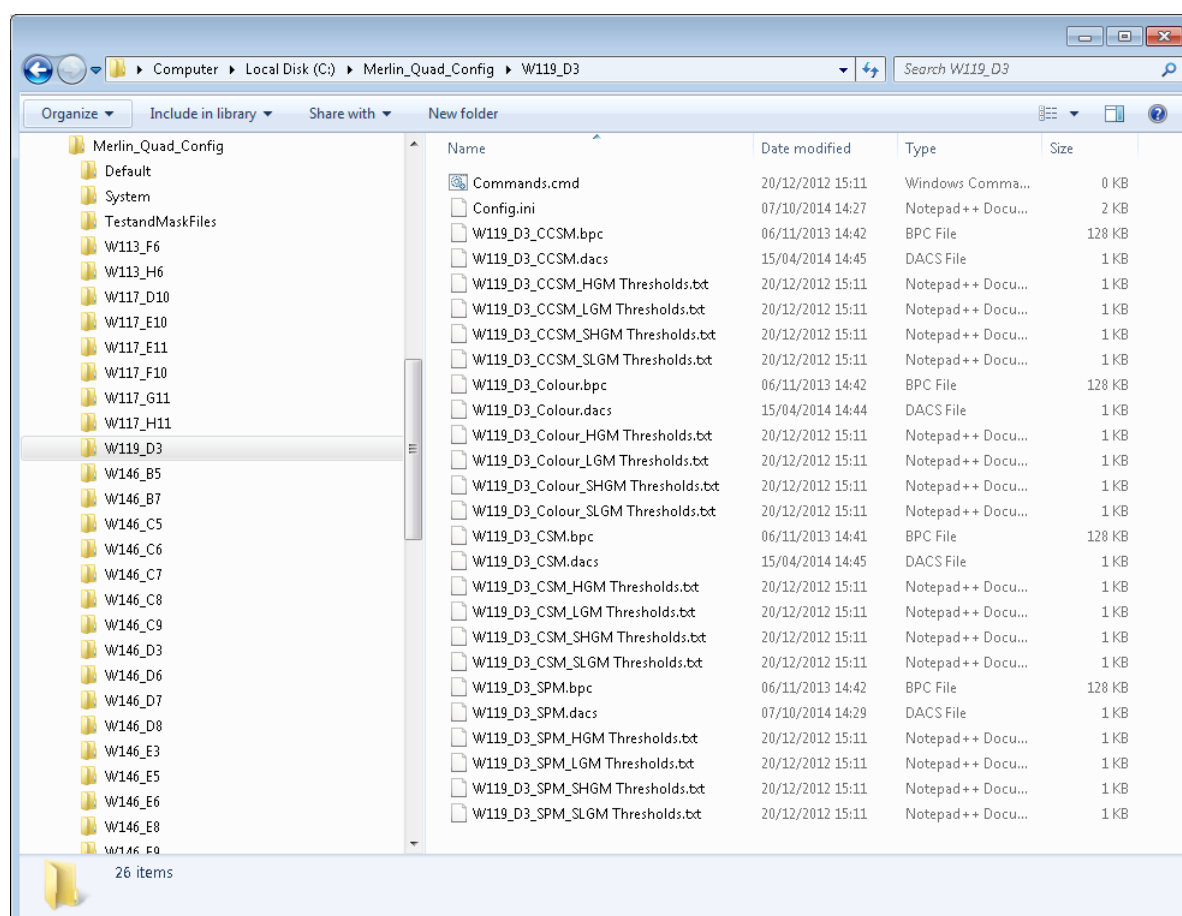 Computer Local Disk (C:) Merlin_Quad_Config W119_D3 Search W119_D3
Organize Include in library Share with New folder
Merlin_Quad_Config
Default
System
TestandMaskFiles
W113_F6
W113_H6
W117_D10
W117_E10
W117_E11
W117_F10
W117_G11
W117_H11
W119_D3
W146_B5
W146_B7
W146_C5
W146_C6
W146_C7
W146_C8
W146_C9
W146_D3
W146_D6
W146_D7
W146_D8
W146_E3
W146_E5
W146_E6
W146_E8
W146_E9
Name Date modified Type Size
Commands.cmd 20/12/2012 15:11 Windows Comma... 0 KB
Config.ini 07/10/2014 14:27 Notepad++ Docu... 2 KB
W119_D3_CCSM.bpc 06/11/2013 14:42 BPC File 128 KB
W119_D3_CCSM.dacs 15/04/2014 14:45 DACS File 1 KB
W119_D3_CCSM_HGM Thresholds.txt 20/12/2012 15:11 Notepad++ Docu... 1 KB
W119_D3_CCSM_LGM Thresholds.txt 20/12/2012 15:11 Notepad++ Docu... 1 KB
W119_D3_CCSM_SHGM Thresholds.txt 20/12/2012 15:11 Notepad++ Docu... 1 KB
W119_D3_CCSM_SLGM Thresholds.txt 20/12/2012 15:11 Notepad++ Docu... 1 KB
W119_D3_Colour.bpc 06/11/2013 14:42 BPC File 128 KB
W119_D3_Colour.dacs 15/04/2014 14:44 DACS File 1 KB
W119_D3_Colour_HGM Thresholds.txt 20/12/2012 15:11 Notepad++ Docu... 1 KB
W119_D3_Colour_LGM Thresholds.txt 20/12/2012 15:11 Notepad++ Docu... 1 KB
W119_D3_Colour_SHGM Thresholds.txt 20/12/2012 15:11 Notepad++ Docu... 1 KB
W119_D3_Colour_SLGM Thresholds.txt 20/12/2012 15:11 Notepad++ Docu... 1 KB
W119_D3_CSM.bpc 06/11/2013 14:41 BPC File 128 KB
W119_D3_CSM.dacs 15/04/2014 14:45 DACS File 1 KB
W119_D3_CSM_HGM Thresholds.txt 20/12/2012 15:11 Notepad++ Docu... 1 KB
W119_D3_CSM_LGM Thresholds.txt 20/12/2012 15:11 Notepad++ Docu... 1 KB
W119_D3_CSM_SHGM Thresholds.txt 20/12/2012 15:11 Notepad++ Docu... 1 KB
W119_D3_CSM_SLGM Thresholds.txt 20/12/2012 15:11 Notepad++ Docu... 1 KB
W119_D3_SPM.bpc 06/11/2013 14:42 BPC File 128 KB
W119_D3_SPM.dacs 07/10/2014 14:29 DACS File 1 KB
W119_D3_SPM_HGM Thresholds.txt 20/12/2012 15:11 Notepad++ Docu... 1 KB
W119_D3_SPM_LGM Thresholds.txt 20/12/2012 15:11 Notepad++ Docu... 1 KB
W119_D3_SPM_SHGM Thresholds.txt 20/12/2012 15:11 Notepad++ Docu... 1 KB
W119_D3_SPM_SLGM Thresholds.txt 20/12/2012 15:11 Notepad++ Docu... 1 KB
26 items